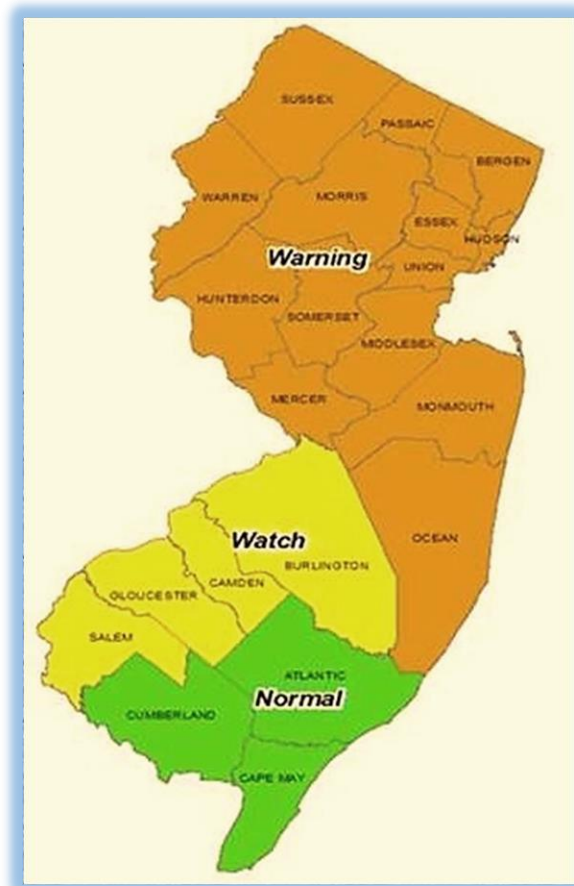 SUSSEX
PASSAIC
BERGEN
WARREN
MORRIS
ESSEX
HUDSON
Warning
UNION
HUNTERDON
SOMERSET
MIDDLESEX
MERCER
MONMOUTH
OCEAN
Watch
BURLINGTON
CAMDEN
GLOUCESTER
SALEM
ATLANTIC
Normal
CUMBERLAND
CAPE MAY